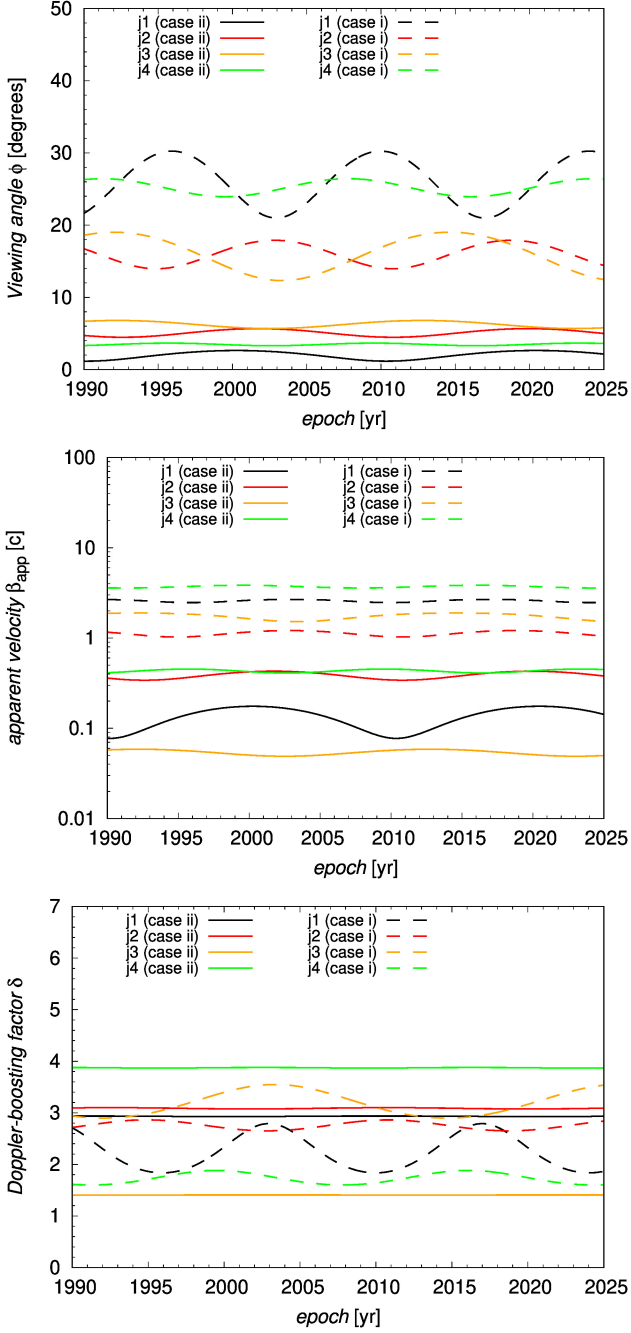 50
40
30
20
10
0
Viewing angle ϕ [degrees]
j1 (case ii) j1 (case i)
j2 (case ii) j2 (case i)
j3 (case ii) j3 (case i)
j4 (case ii) j4 (case i)
1990 1995 2000 2005 2010 2015 2020 2025
epoch [yr]
100
10
1
0.1
0.01
apparent velocity βapp [c]
j1 (case ii) j1 (case i)
j2 (case ii) j2 (case i)
j3 (case ii) j3 (case i)
j4 (case ii) j4 (case i)
1990 1995 2000 2005 2010 2015 2020 2025
epoch [yr]
7
6
5
4
3
2
1
0
Doppler-boosting factor δ
j1 (case ii) j1 (case i)
j2 (case ii) j2 (case i)
j3 (case ii) j3 (case i)
j4 (case ii) j4 (case i)
1990 1995 2000 2005 2010 2015 2020 2025
epoch [yr]